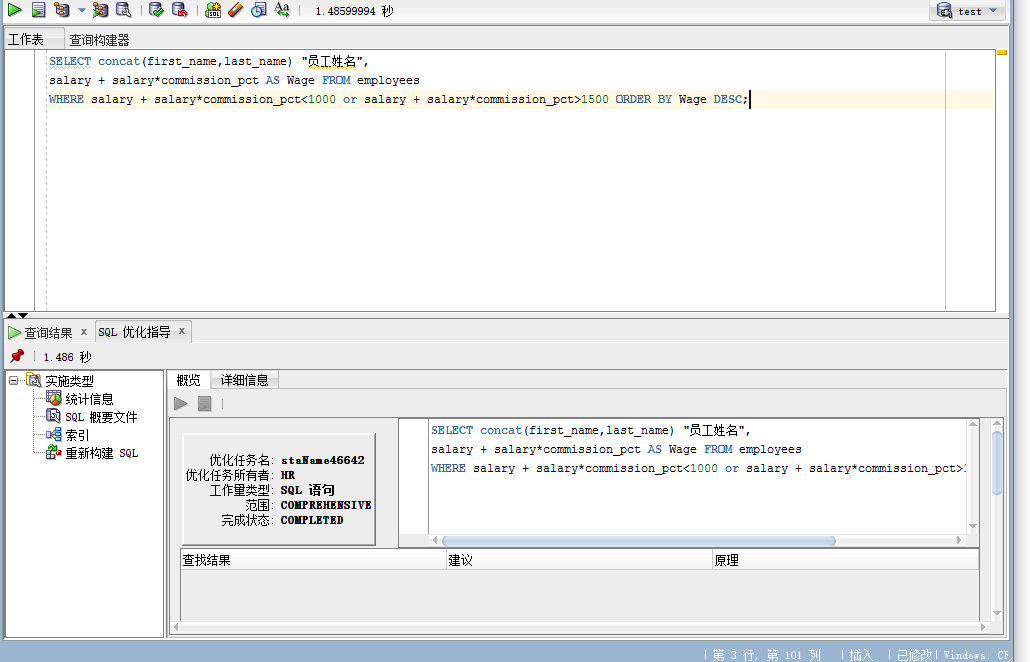 1.48599994 秒
test
工作表 查询构建器
SELECT concat(first_name,last_name) "员工姓名",
salary + salary*commission_pct AS Wage FROM employees
WHERE salary + salary*commission_pct<1000 or salary + salary*commission_pct>1500 ORDER BY Wage DESC;
查询结果 x SQL 优化指导 x
1.486 秒
实施类型
统计信息
SQL 概要文件
索引
重新构建 SQL
概览 详细信息
优化任务名: staName46642
优化任务所有者: HR
工作量类型: SQL 语句
范围: COMPREHENSIVE
完成状态: COMPLETED
SELECT concat(first_name,last_name) "员工姓名",
salary + salary*commission_pct AS Wage FROM employees
WHERE salary + salary*commission_pct<1000 or salary + salary*commission_pct>
查找结果 建议 原理
第 3 行, 第 101 列 | 插入 | 已修改| Windows: CR